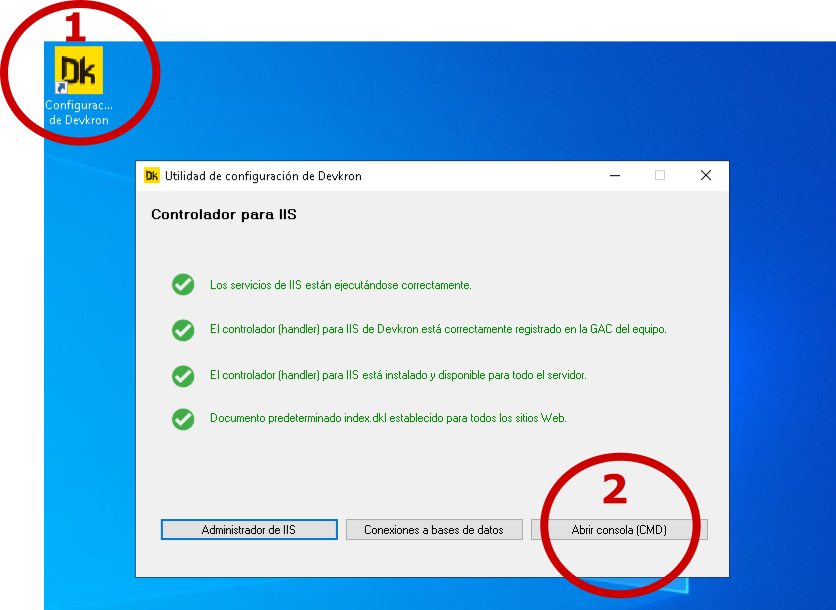 1
Dk
Configurac...
de Devkron
Dk Utilidad de configuración de Devkron
Controlador para IIS
Los servicios de IIS están ejecutándose correctamente.
El controlador (handler) para IIS de Devkron está correctamente registrado en la GAC del equipo.
El controlador (handler) para IIS está instalado y disponible para todo el servidor.
Documento predeterminado index.dkl establecido para todos los sitios Web.
2
Administrador de IIS
Conexiones a bases de datos
Abrir consola (CMD)